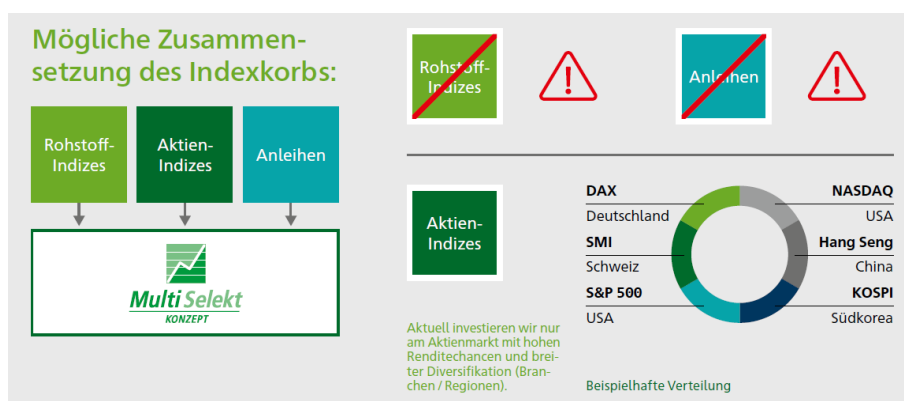 Mögliche Zusammen-
setzung des Indexkorbs:
Rohstoff-
Indizes
Aktien-
Indizes
Anleihen
Multi Selekt
KONZEPT
Rohstoff-
Indizes
!
Anleihen
!
Aktien-
Indizes
Aktuell investieren wir nur
am Aktienmarkt mit hohen
Renditechancen und brei-
ter Diversifikation (Bran-
chen / Regionen).
DAX
Deutschland
SMI
Schweiz
S&P 500
USA
NASDAQ
USA
Hang Seng
China
KOSPI
Südkorea
Beispielhafte Verteilung